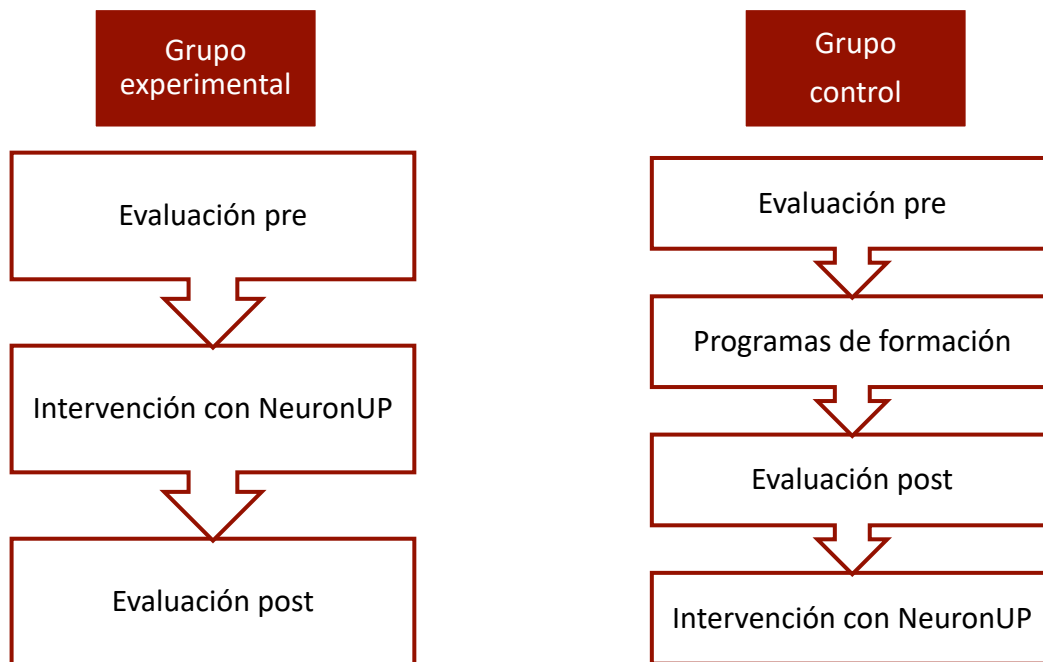 Grupo
experimental
Evaluación pre
Intervención con NeuronUP
Evaluación post
Grupo
control
Evaluación pre
Programas de formación
Evaluación post
Intervención con NeuronUP